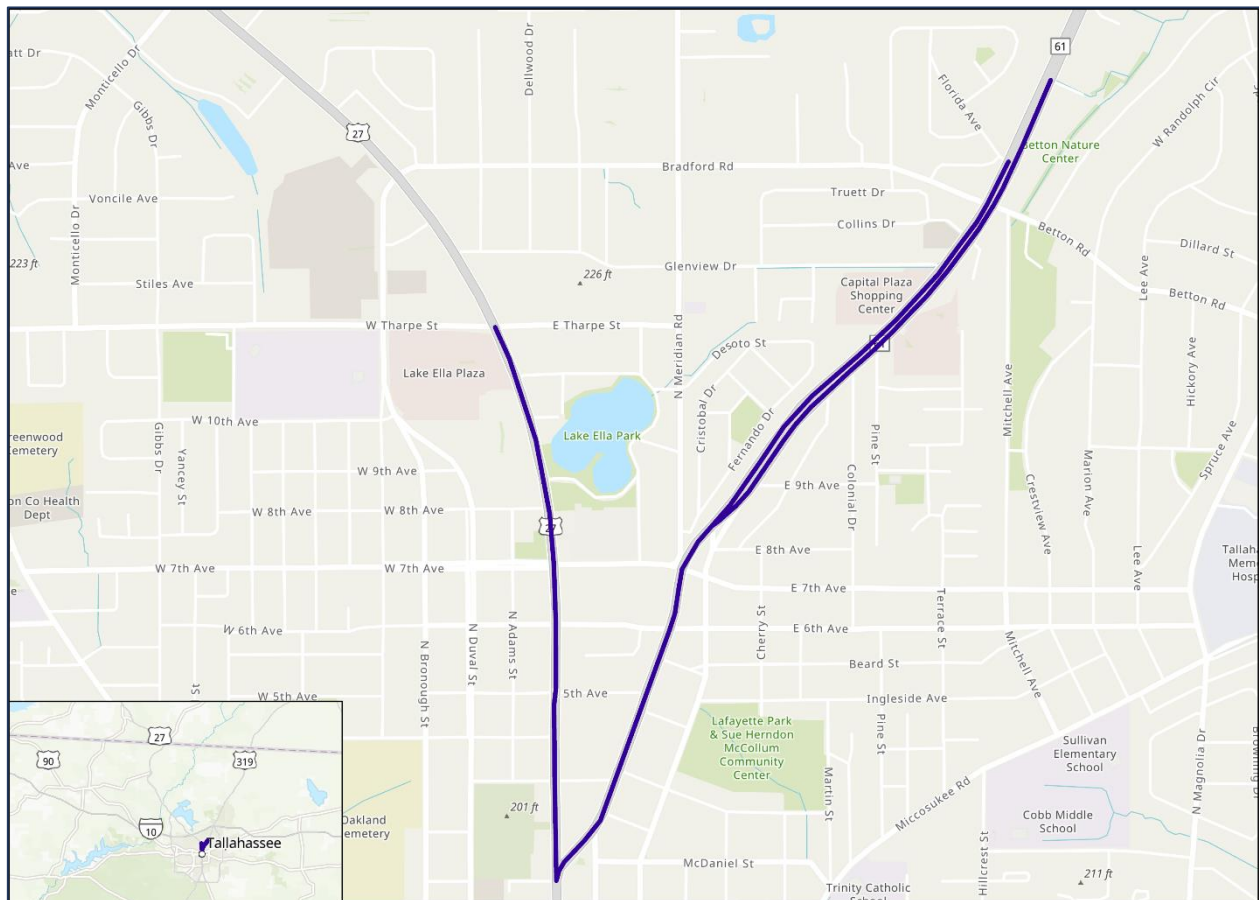 61
Monticello Dr
att Dr
Dellwood Dr
N Meridian Rd
Florida Ave
W Randolph Cir
Gibbs Dr
27
Betton Nature
Center
Ave
Bradford Rd
Truett Dr
Voncile Ave
Collins Dr
Betton Rd
Monticello Dr
Dillard St
223 ft
Glenview Dr
226 ft
Stiles Ave
Capital Plaza
Shopping
Center
Lee Ave
Betton Rd
W Tharpe St
E Tharpe St
Desoto St
Hickory Ave
Lake Ella Plaza
Mitchell Ave
Cristobal Dr
Fernando Dr
W 10th Ave
Lake Ella Park
Pine St
reenwood
emetery
Gibbs Dr
Yancey St
Spruce Ave
W 9th Ave
Colonial Dr
Marion Ave
E 9th Ave
Crestview Ave
on Co Health
Dept
W 8th Ave
W 8th Ave
27
E 8th Ave
Lee Ave
Talla
Mem
Hosp
W 7th Ave
W 7th Ave
E 7th Ave
e
N Adams St
Cherry St
Terrace St
W 6th Ave
E 6th Ave
N Bronough St
N Duval St
Mitchell Ave
Beard St
St
W 5th Ave
5th Ave
Ingleside Ave
Pine St
Lafayette Park
& Sue Herndon
McCollum
Community
Center
Sullivan
Elementary
School
N Magnolia Dr
Browning Dr
27
90
319
Martin St
Miccosukee Rd
201 ft
Oakland
emetery
Cobb Middle
School
10
Tallahassee
McDaniel St
Hillcrest St
211 ft
Trinity Catholic